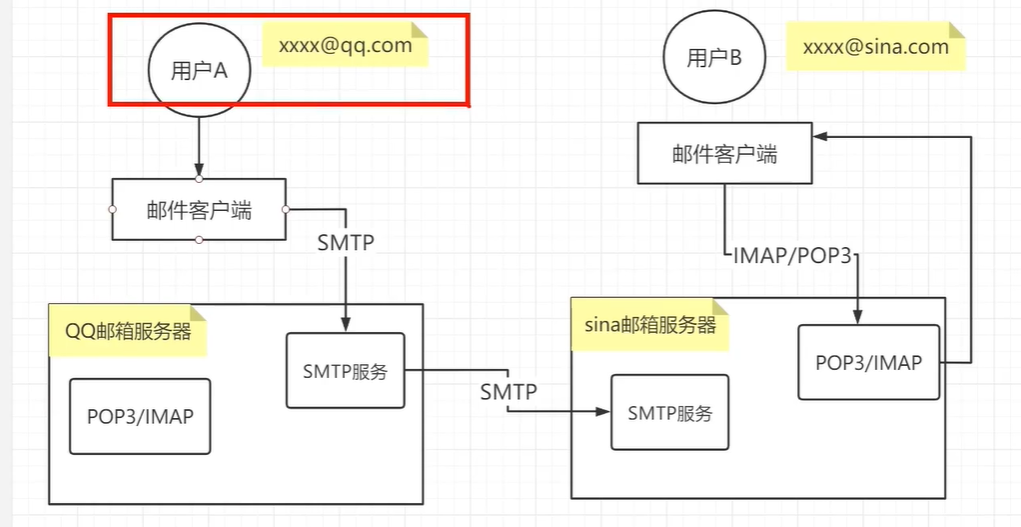 用户A
xxxx@qq.com
用户B
xxxx@sina.com
邮件客户端
邮件客户端
SMTP
IMAP/POP3
QQ邮箱服务器
SMTP服务
POP3/IMAP
SMTP
sina邮箱服务器
POP3/IMAP
SMTP服务